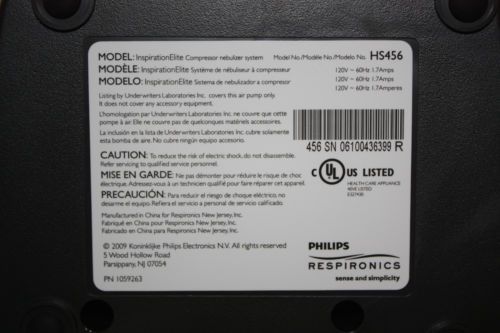 MODEL: InspirationElite Compressor nebulizer system Model No./Modèle No./Modelo No. HS456
MODÈLE: InspirationElite Système de nébuliseur à compresseur 120V ~ 60Hz 1.7Amps
MODELO: InspirationElite Sistema de nebulizador a compresor 120V ~ 60Hz 1.7Amps
120V ~ 60Hz 1.7Amperes
Listing by Underwriters Laboratories Inc. covers this air pump only.
It does not cover any accessory equipment.
L'homologation par Underwriters Laboratories Inc. ne couvre que cette
pompe à air Elle ne couvre pas de quelconques matériels accessoires.
La inclusión en la lista de Underwriters Laboratories Inc. cubre solamente
esta bomba de aire. No cubre ningún accesorio.
456 SN 06100436399 R
CAUTION: To reduce the risk of electric shock, do not disassemble.
Refer servicing to qualified service personnel.
MISE EN GARDE: Ne pas démonter pour réduire le risque de choc
électrique. Adressez-vous à un technicien qualifié pour faire réparer cet appareil.
PRECAUCIÓN: Para reducir el riesgo de choque eléctrico, no
desarme el equipo. Refiera el servicio al personal de servicio calificado.
C UL US LISTED
HEALTH CARE APPLIANCE
40VE LISTED
E327438
Manufactured in China for Respironics New Jersey, Inc.
Fabriqué en China pour Respironics New Jersey, Inc.
Fabricado en China para Respironics New Jersey, Inc.
© 2009 Koninklijke Philips Electronics N.V. All rights reserved
5 Wood Hollow Road
Parsippany, NJ 07054
PN 1059263
PHILIPS
RESPIRONICS
sense and simplicity